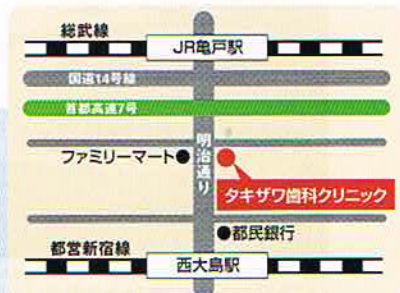 総武線
JR亀戸駅
国道14号線
首都高速7号
明治通り
ファミリーマート
タキザワ歯科クリニック
都民銀行
都営新宿線
西大島駅